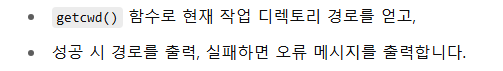 getcwd() 함수로 현재 작업 디렉토리 경로를 얻고,
성공 시 경로를 출력, 실패하면 오류 메시지를 출력합니다.